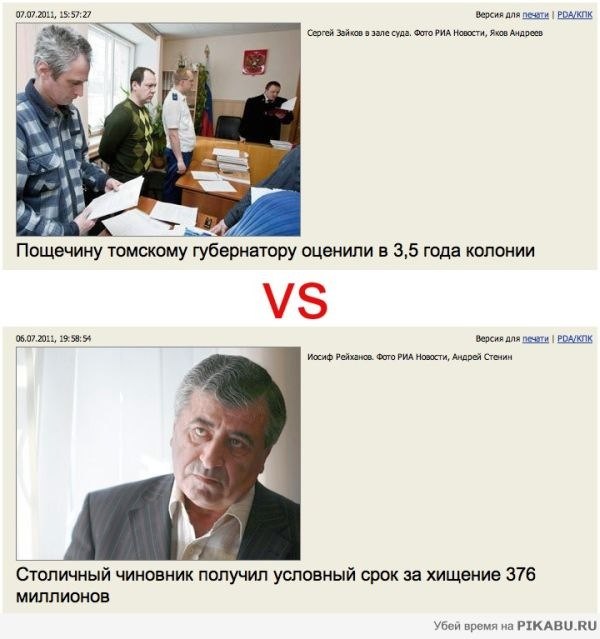 07.07.2011, 15:57:27
Версия для печати | PDA/КПК
Сергей Зайков в зале суда. Фото РИА Новости, Яков Андреев
Пощечину томскому губернатору оценили в 3,5 года колонии
vs
06.07.2011, 19:58:54
Версия для печати | PDA/КПК
Иосиф Рейханов. Фото РИА Новости, Андрей Стенин
Столичный чиновник получил условный срок за хищение 376
миллионов
Убей время на PIKABU.RU